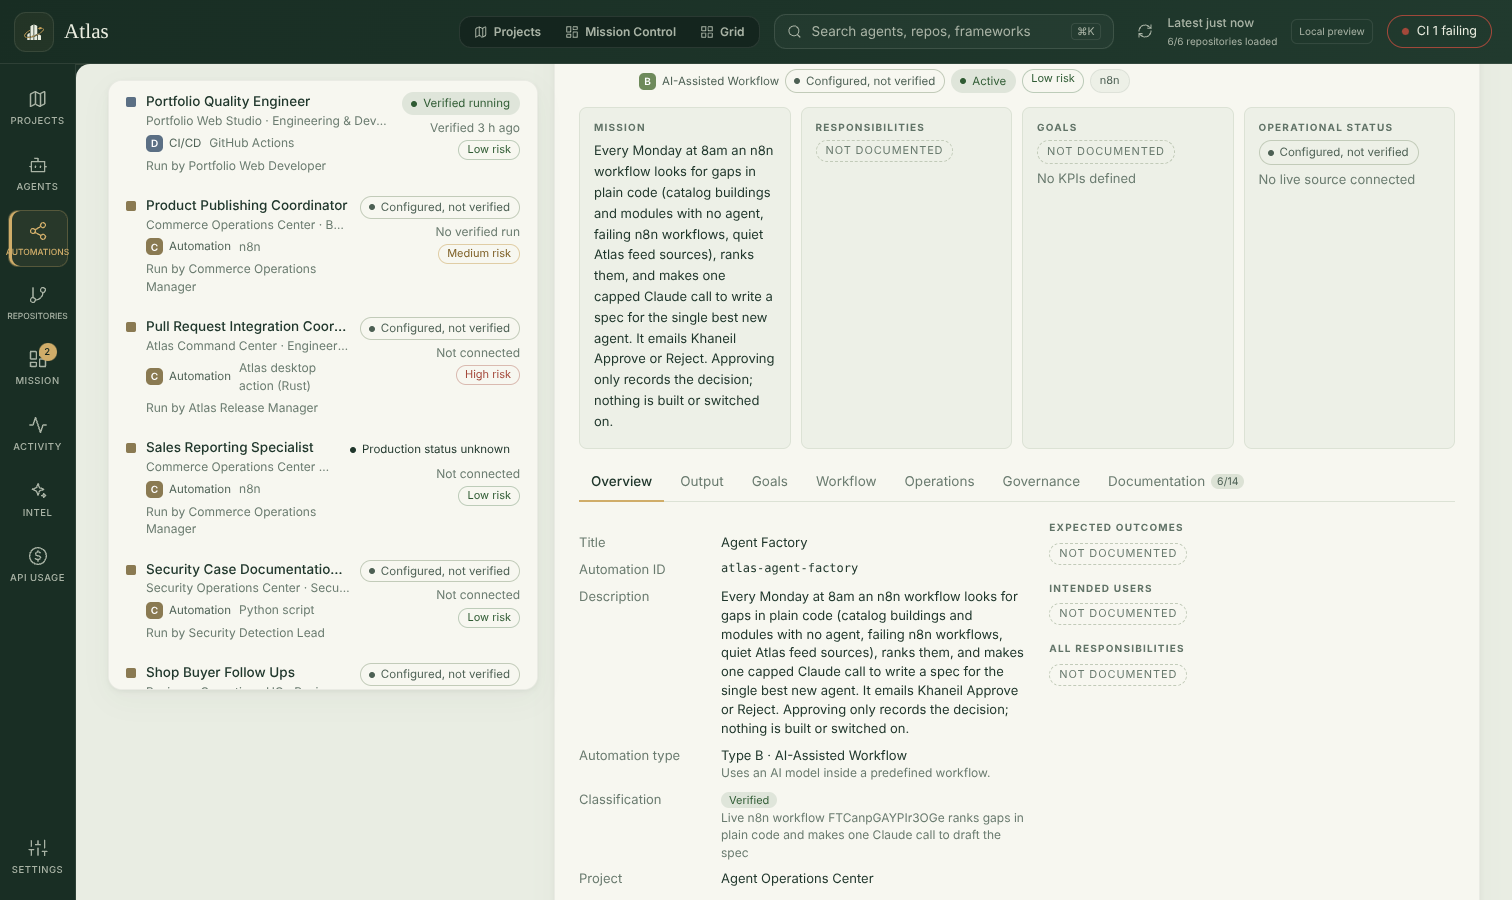 Atlas
Projects
Mission Control
Grid
Search agents, repos, frameworks
⌘K
Latest just now
6/6 repositories loaded
Local preview
CI 1 failing
PROJECTS
AGENTS
AUTOMATIONS
REPOSITORIES
2
MISSION
ACTIVITY
INTEL
API USAGE
SETTINGS
Portfolio Quality Engineer
Verified running
Portfolio Web Studio · Engineering & Dev...
Verified 3 h ago
D CI/CD GitHub Actions
Low risk
Run by Portfolio Web Developer
Product Publishing Coordinator
Configured, not verified
Commerce Operations Center · B...
No verified run
C Automation n8n
Medium risk
Run by Commerce Operations
Manager
Pull Request Integration Coor...
Configured, not verified
Atlas Command Center · Engineer...
Not connected
C Automation Atlas desktop
action (Rust)
High risk
Run by Atlas Release Manager
Sales Reporting Specialist
Production status unknown
Commerce Operations Center ...
Not connected
C Automation n8n
Low risk
Run by Commerce Operations
Manager
Security Case Documentatio...
Configured, not verified
Security Operations Center · Secu...
Not connected
C Automation Python script
Low risk
Run by Security Detection Lead
Shop Buyer Follow Ups
Configured, not verified
B AI-Assisted Workflow
Configured, not verified
Active
Low risk
n8n
MISSION
Every Monday at 8am an n8n
workflow looks for gaps in
plain code (catalog buildings
and modules with no agent,
failing n8n workflows, quiet
Atlas feed sources), ranks
them, and makes one
capped Claude call to write a
spec for the single best new
agent. It emails Khaneil
Approve or Reject. Approving
only records the decision;
nothing is built or switched
on.
RESPONSIBILITIES
NOT DOCUMENTED
GOALS
NOT DOCUMENTED
No KPIs defined
OPERATIONAL STATUS
Configured, not verified
No live source connected
Overview
Output
Goals
Workflow
Operations
Governance
Documentation 6/14
Title
Agent Factory
Automation ID
atlas-agent-factory
Description
Every Monday at 8am an n8n workflow looks for
gaps in plain code (catalog buildings and
modules with no agent, failing n8n workflows,
quiet Atlas feed sources), ranks them, and makes
one capped Claude call to write a spec for the
single best new agent. It emails Khaneil Approve
or Reject. Approving only records the decision;
nothing is built or switched on.
Automation type
Type B · AI-Assisted Workflow
Uses an AI model inside a predefined workflow.
Classification
Verified
Live n8n workflow FTCanpGAYPIr3OGe ranks gaps in
plain code and makes one Claude call to draft the
spec
Project
Agent Operations Center
EXPECTED OUTCOMES
NOT DOCUMENTED
INTENDED USERS
NOT DOCUMENTED
ALL RESPONSIBILITIES
NOT DOCUMENTED